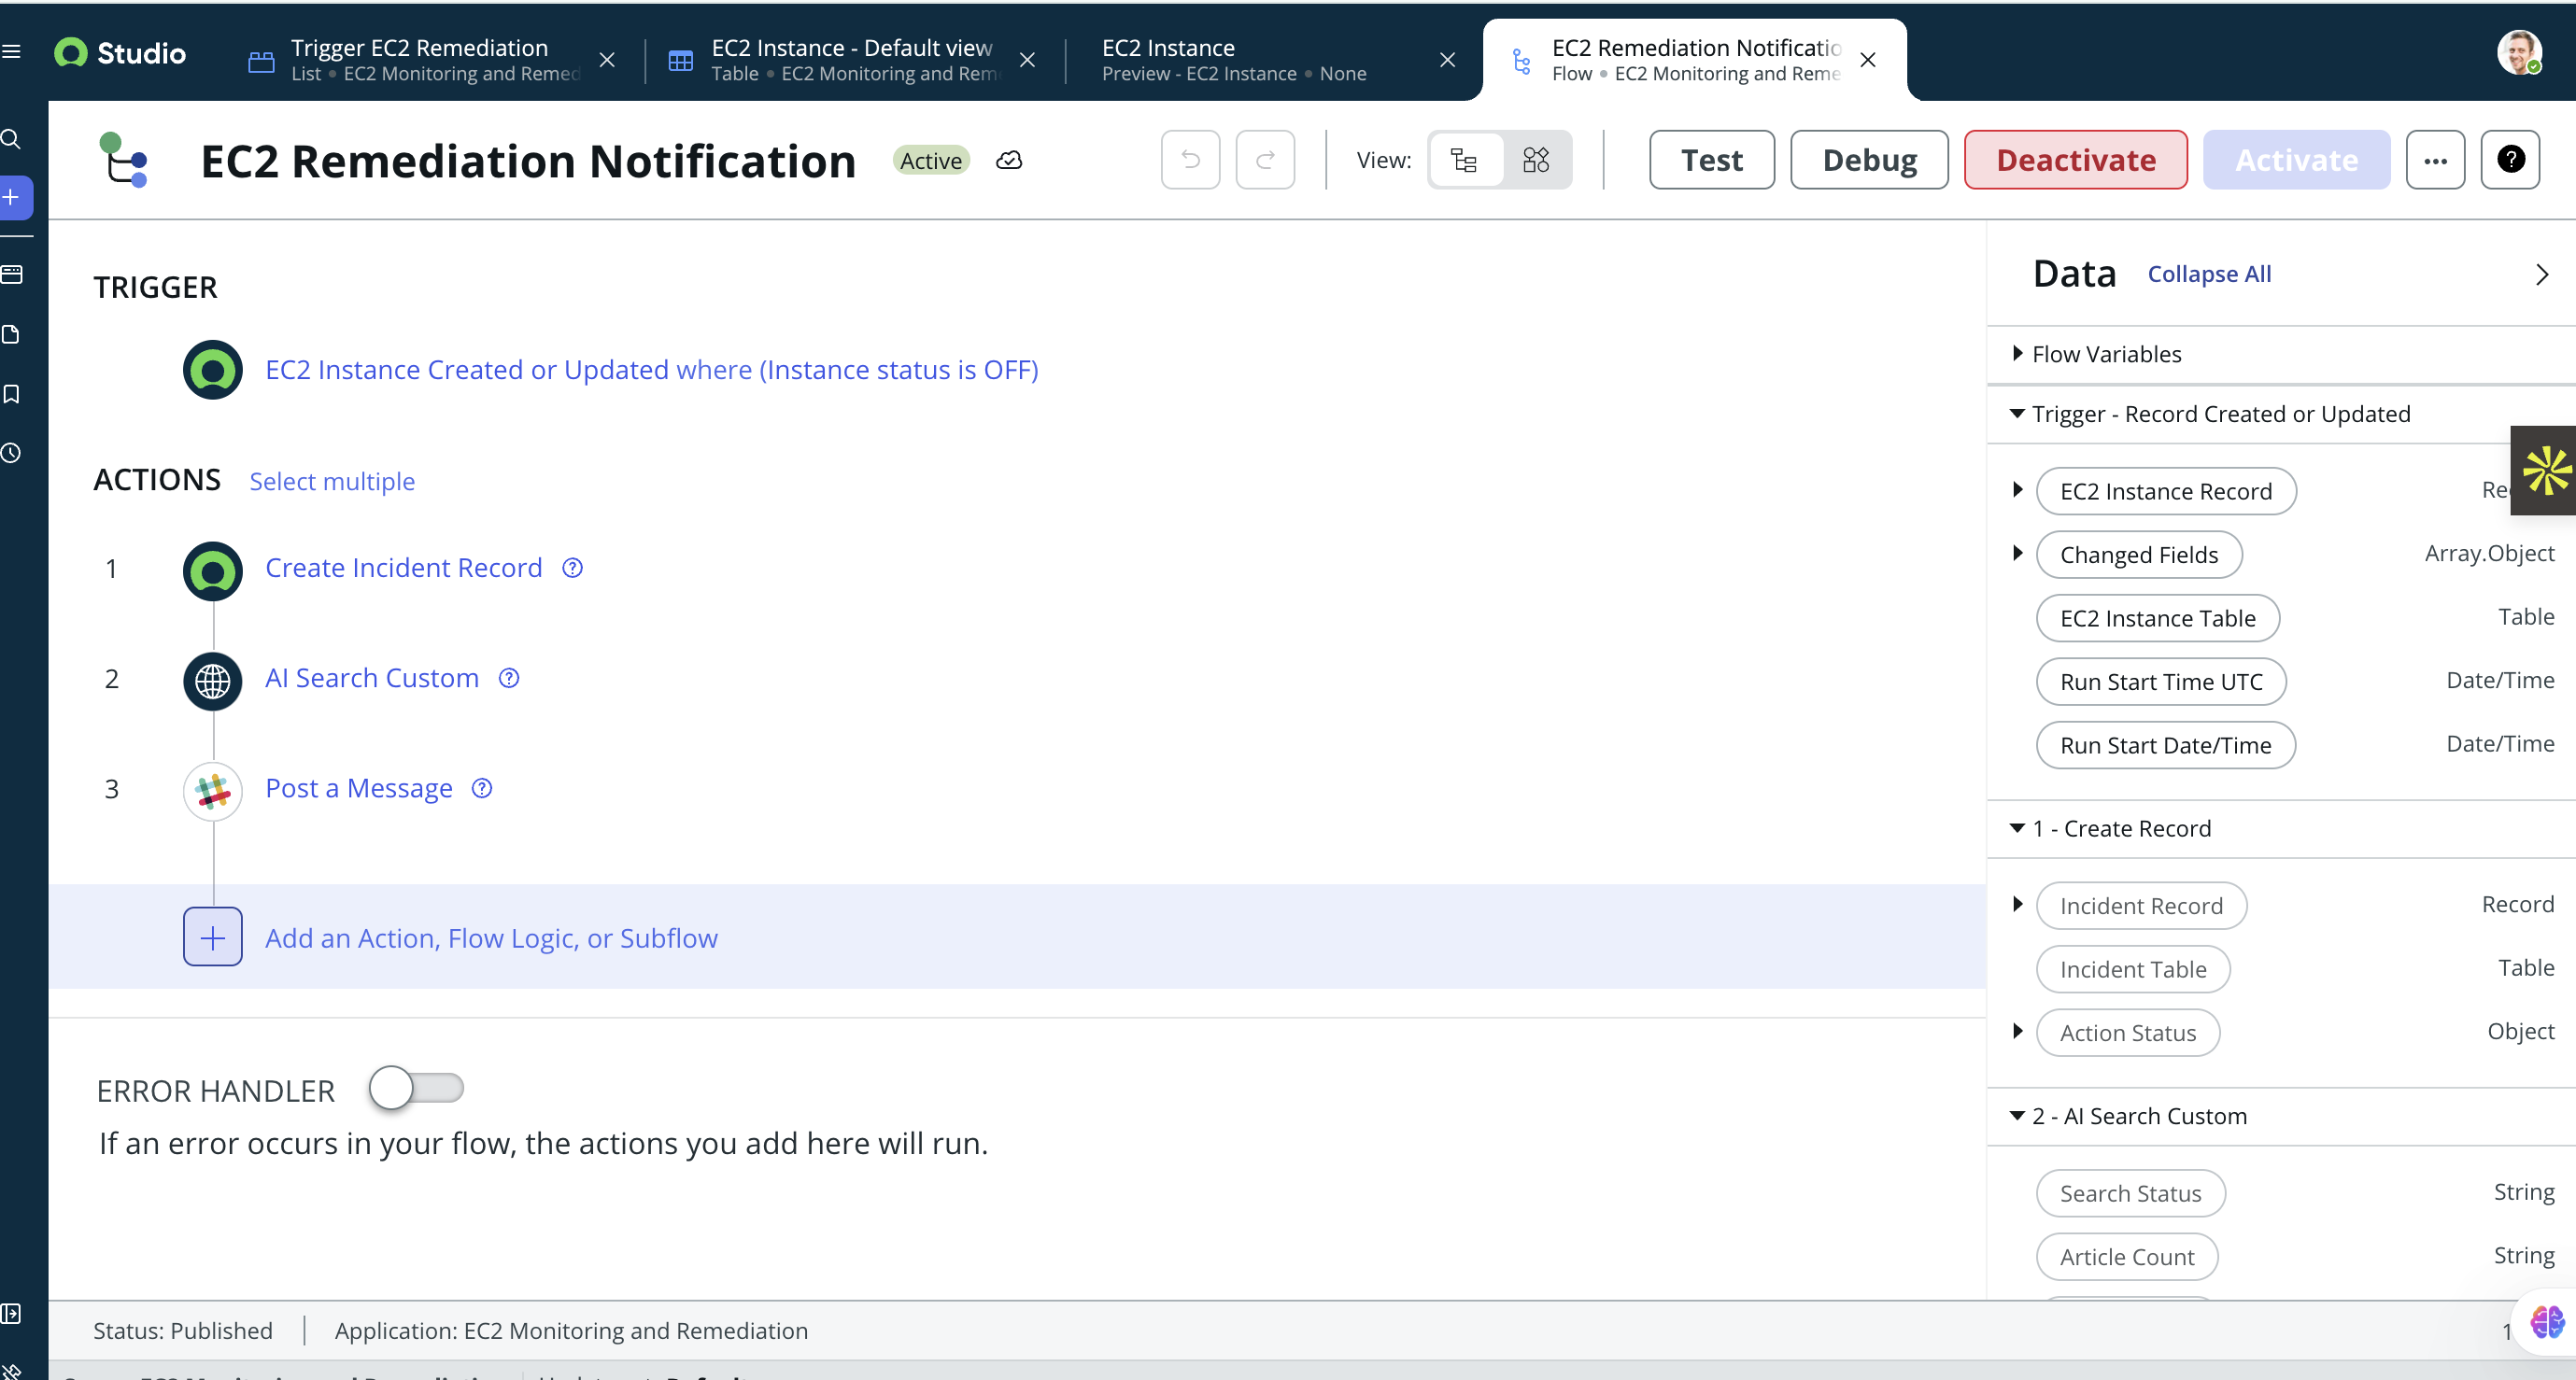 Studio
Trigger EC2 Remediation
List • EC2 Monitoring and Remed
EC2 Instance - Default view
Table • EC2 Monitoring and Rem
EC2 Instance
Preview - EC2 Instance • None
EC2 Remediation Notificatio
Flow • EC2 Monitoring and Reme
EC2 Remediation Notification
Active
View:
Test
Debug
Deactivate
Activate
TRIGGER
EC2 Instance Created or Updated where (Instance status is OFF)
ACTIONS Select multiple
1 Create Incident Record
2 AI Search Custom
3 Post a Message
Add an Action, Flow Logic, or Subflow
ERROR HANDLER
If an error occurs in your flow, the actions you add here will run.
Data Collapse All
Flow Variables
Trigger - Record Created or Updated
EC2 Instance Record
Changed Fields Array.Object
EC2 Instance Table Table
Run Start Time UTC Date/Time
Run Start Date/Time Date/Time
1 - Create Record
Incident Record Record
Incident Table Table
Action Status Object
2 - AI Search Custom
Search Status String
Article Count String
Status: Published
Application: EC2 Monitoring and Remediation